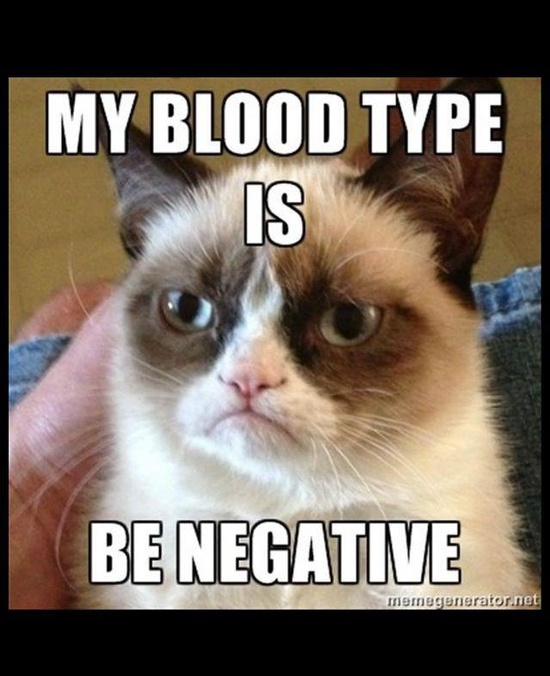 MY BLOOD TYPE
IS
BE NEGATIVE
memegenerator.net